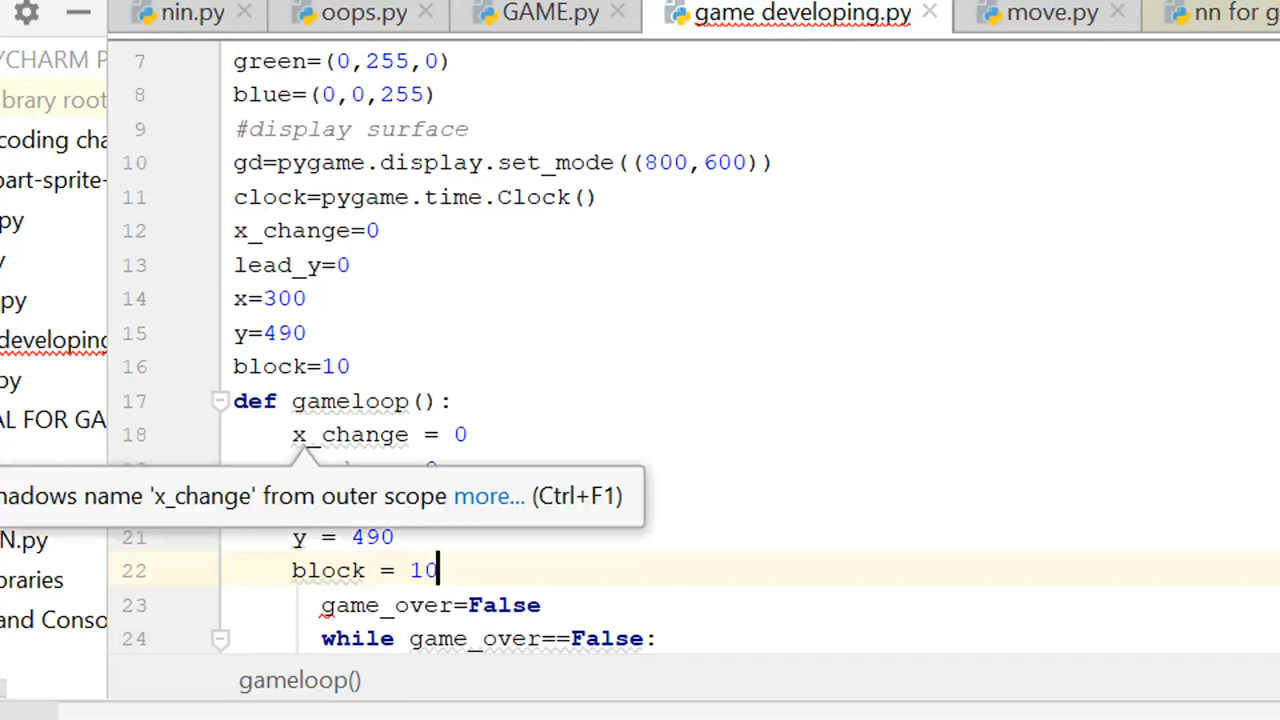 nin.py oops.py GAME.py game developing.py move.py nn for g
YCHARM P
brary root
coding cha
part-sprite-
py
y
py
developing
py
AL FOR GA
N.py
braries
and Conso
7 green=(0,255,0)
8 blue=(0,0,255)
9 #display surface
10 gd=pygame.display.set_mode((800,600))
11 clock=pygame.time.Clock()
12 x_change=0
13 lead_y=0
14 x=300
15 y=490
16 block=10
17 def gameloop():
18 x_change = 0
hadows name 'x_change' from outer scope more... (Ctrl+F1)
21 y = 490
22 block = 10
23 game_over=False
24 while game_over==False:
gameloop()